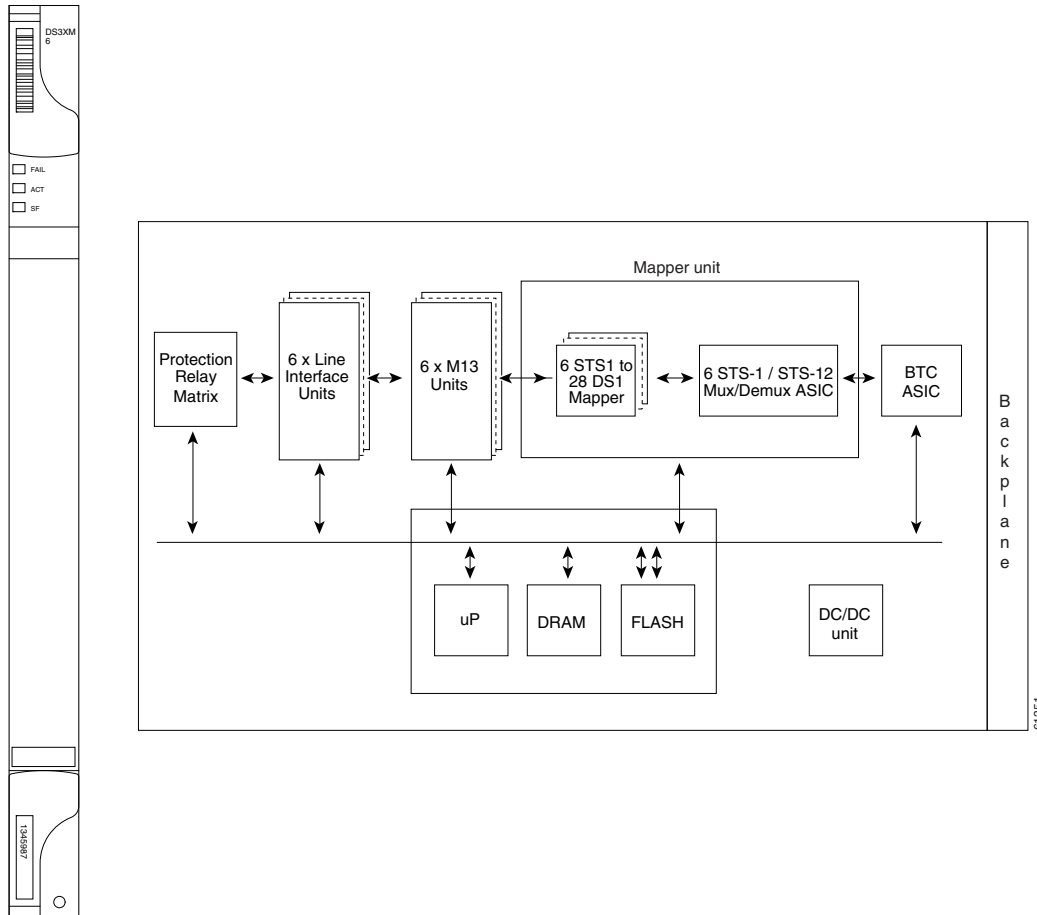 DS3XM
6
FAIL
ACT
SF
Mapper unit
Protection
Relay
Matrix
6 x Line
Interface
Units
6 x M13
Units
6 STS1 to
28 DS1
Mapper
6 STS-1 / STS-12
Mux/Demux ASIC
BTC
ASIC
Backplane
uP
DRAM
FLASH
DC/DC
unit
1345987